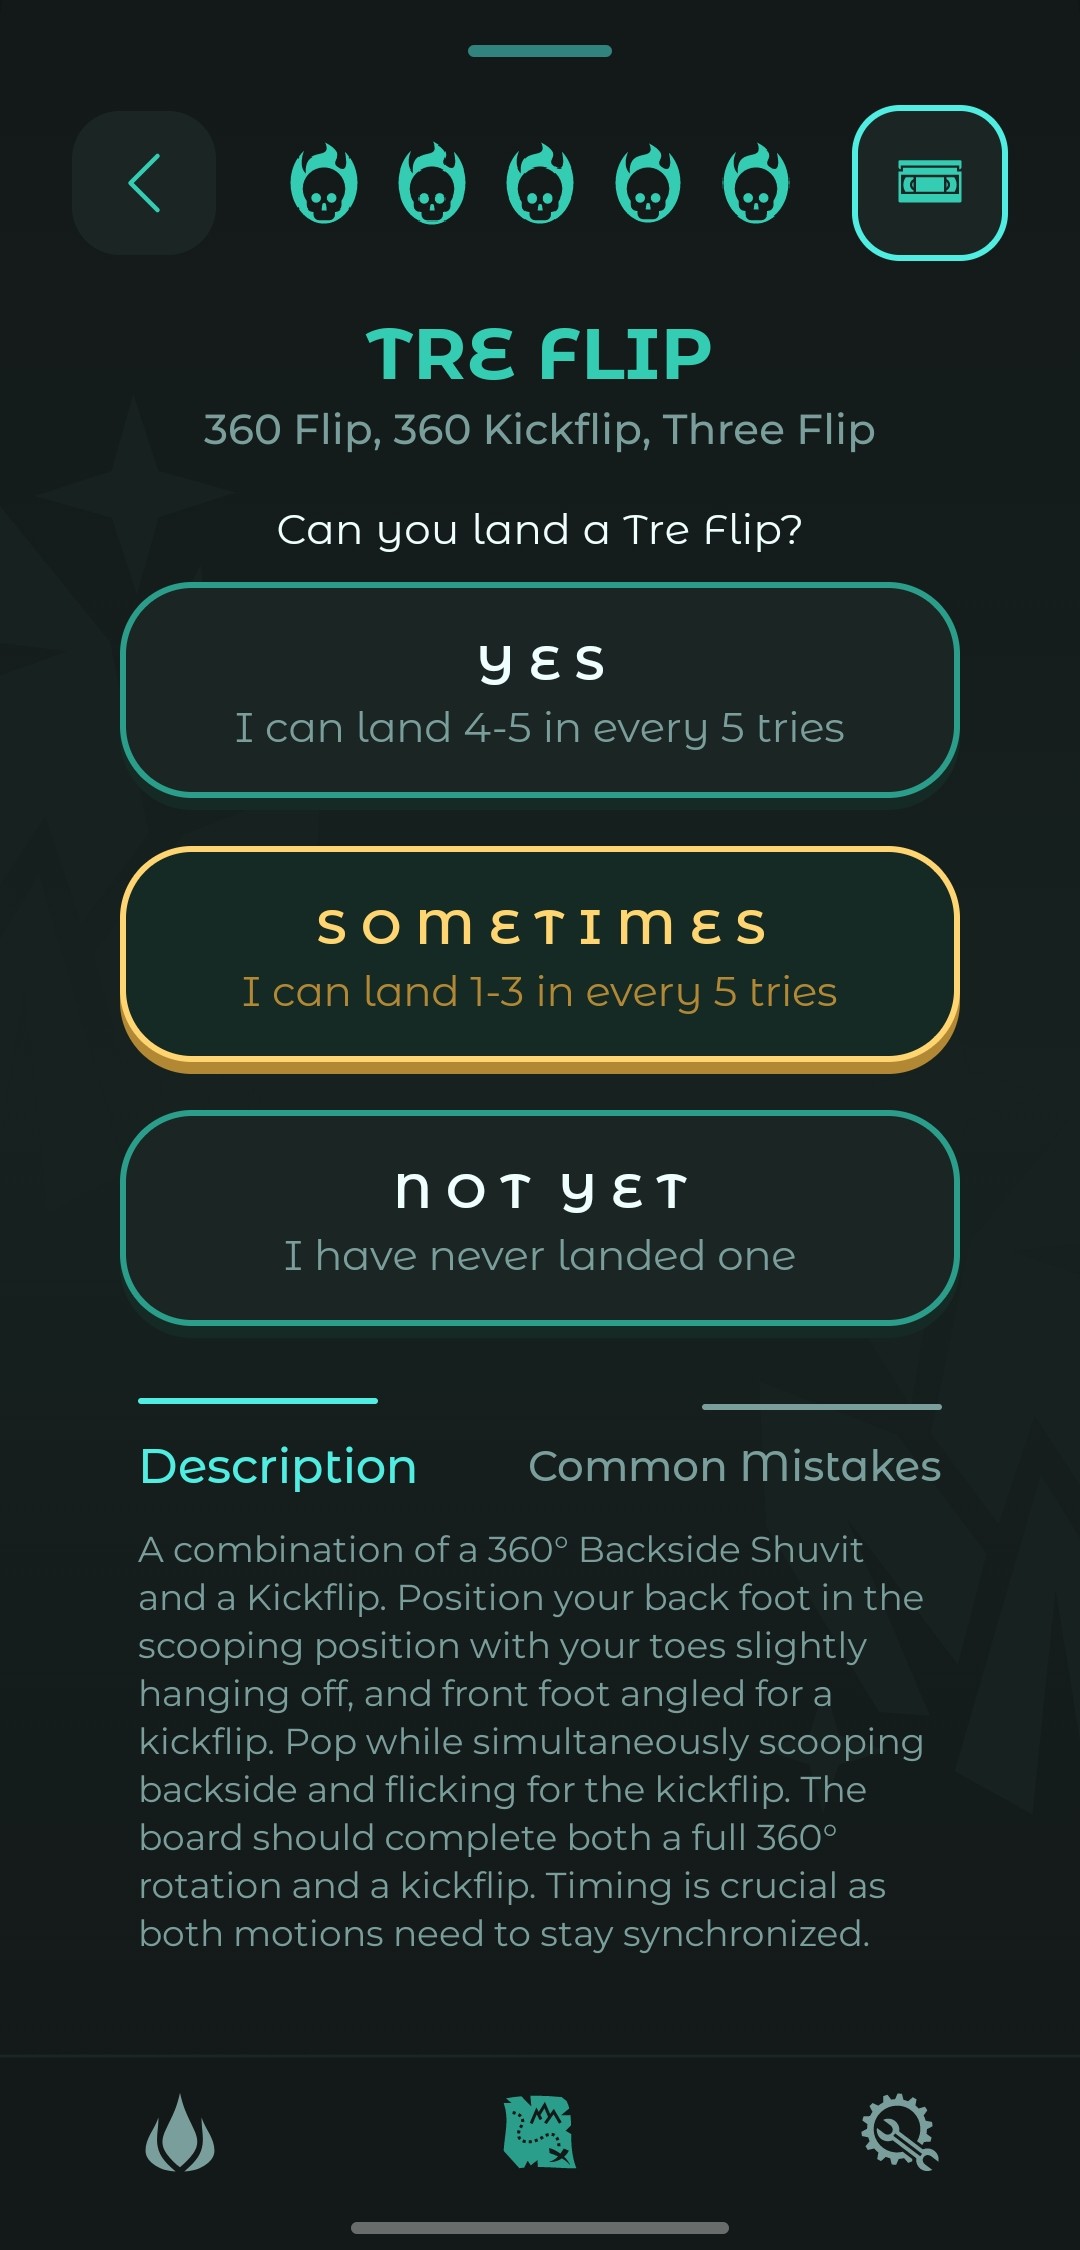 TRE FLIP
360 Flip, 360 Kickflip, Three Flip
Can you land a Tre Flip?
YES
I can land 4-5 in every 5 tries
SOMETIMES
I can land 1-3 in every 5 tries
NOT YET
I have never landed one
Description
Common Mistakes
A combination of a 360° Backside Shuvit
and a Kickflip. Position your back foot in the
scooping position with your toes slightly
hanging off, and front foot angled for a
kickflip. Pop while simultaneously scooping
backside and flicking for the kickflip. The
board should complete both a full 360°
rotation and a kickflip. Timing is crucial as
both motions need to stay synchronized.